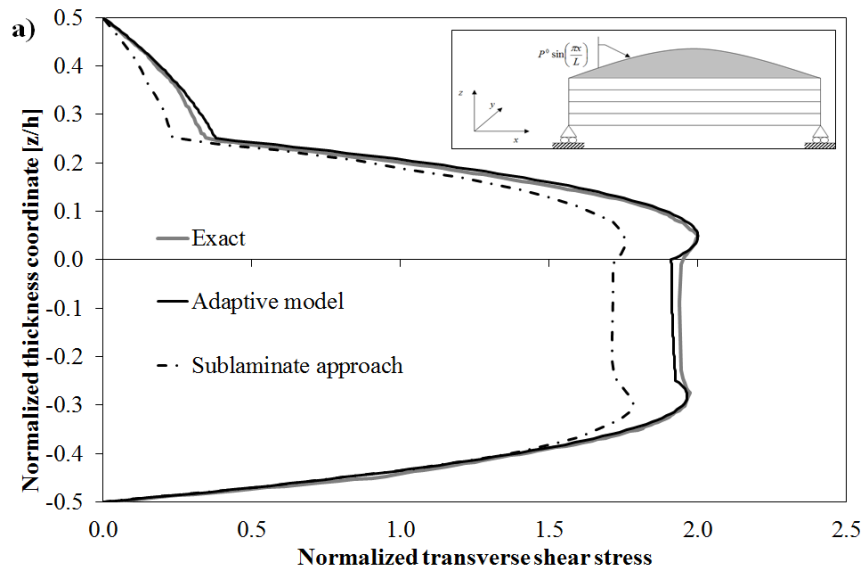 a)
0.5
0.4
0.3
0.2
0.1
0.0
-0.1
-0.2
-0.3
-0.4
-0.5
Normalized thickness coordinate [z/h]
P⁰ sin(πx/L)
z
y
x
Exact
Adaptive model
Sublaminate approach
0.0 0.5 1.0 1.5 2.0 2.5
Normalized transverse shear stress